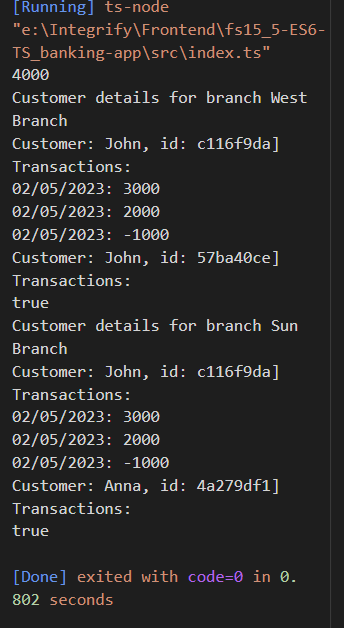 [Running] ts-node
"e:\Integrify\Frontend\fs15_5-ES6-
TS_banking-app\src\index.ts"
4000
Customer details for branch West
Branch
Customer: John, id: c116f9da]
Transactions:
02/05/2023: 3000
02/05/2023: 2000
02/05/2023: -1000
Customer: John, id: 57ba40ce]
Transactions:
true
Customer details for branch Sun
Branch
Customer: John, id: c116f9da]
Transactions:
02/05/2023: 3000
02/05/2023: 2000
02/05/2023: -1000
Customer: Anna, id: 4a279df1]
Transactions:
true

[Done] exited with code=0 in 0.
802 seconds